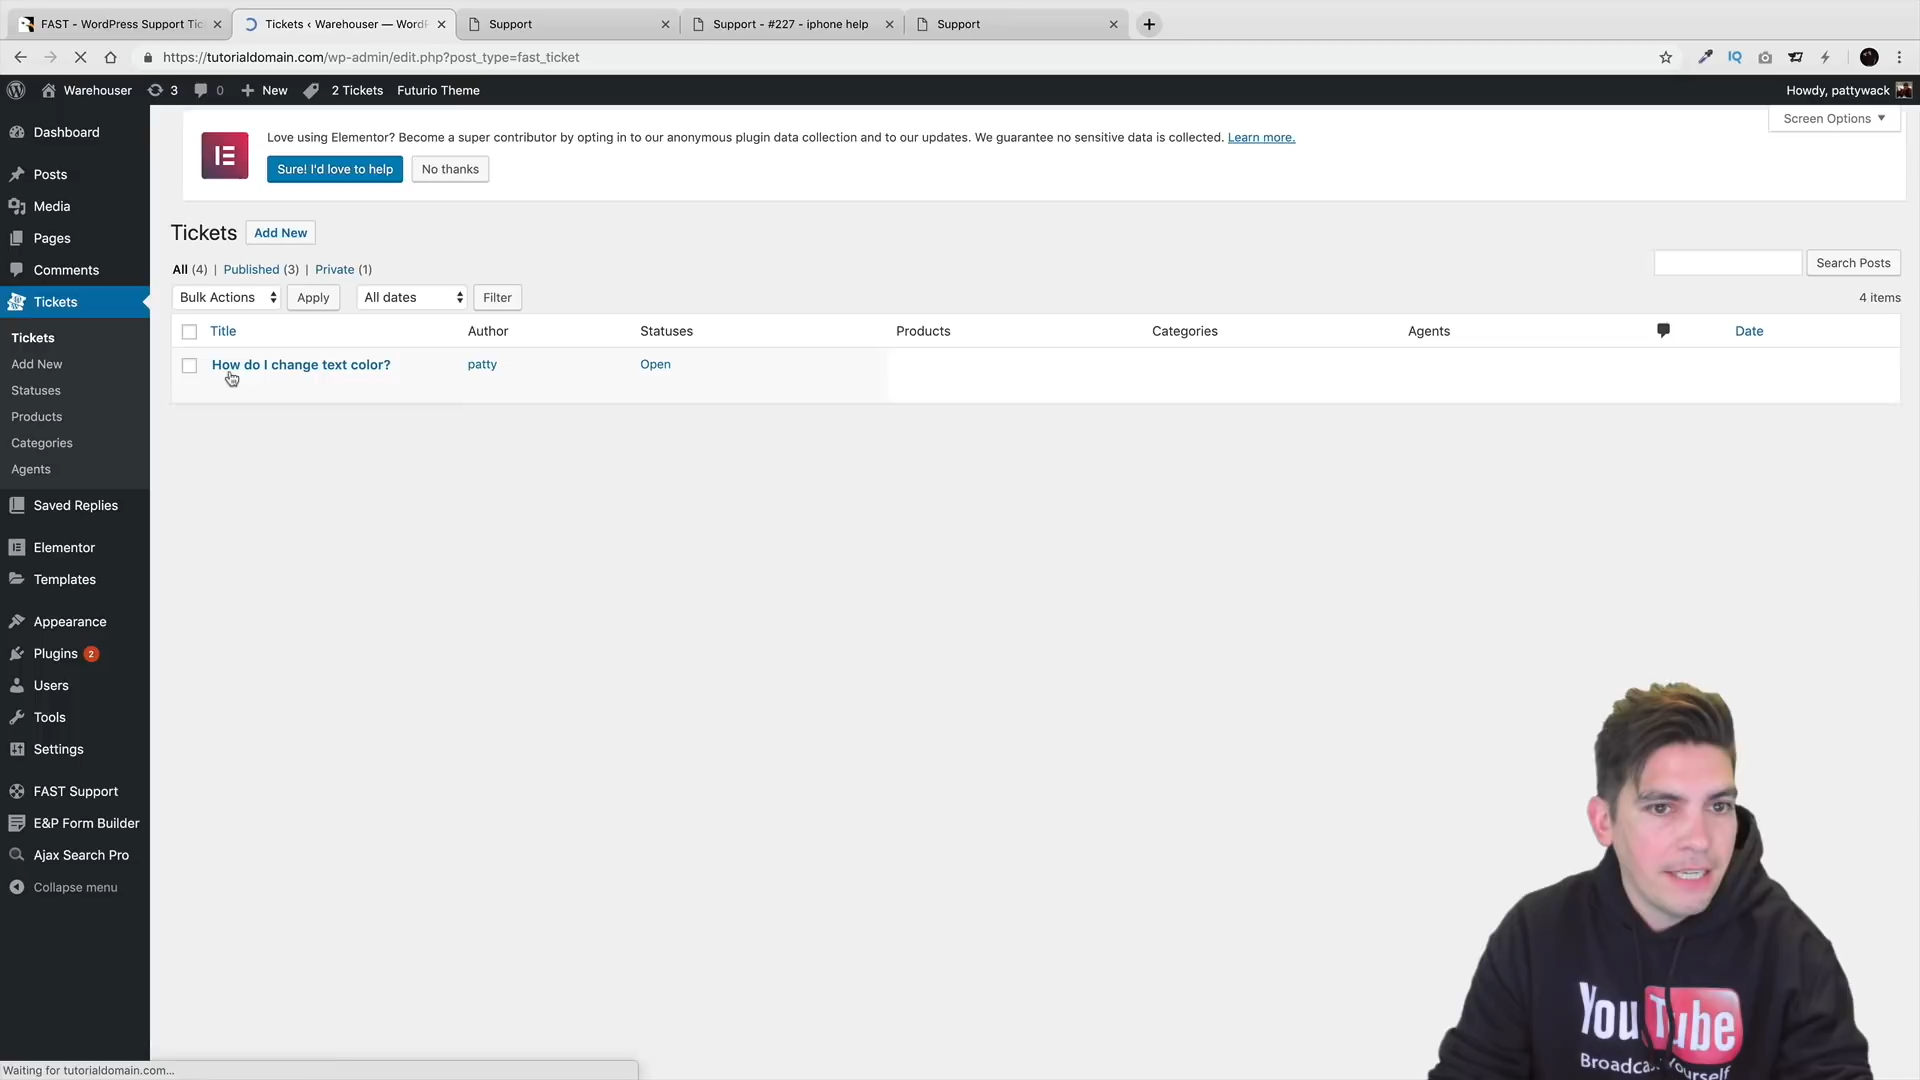 FAST - WordPress Support Tic
Tickets ‹ Warehouser — WordP
Support
Support - #227 - iphone help
Support
https://tutorialdomain.com/wp-admin/edit.php?post_type=fast_ticket
IQ
Warehouser
3
0
New
2 Tickets
Futurio Theme
Howdy, pattywack
Screen Options
Love using Elementor? Become a super contributor by opting in to our anonymous plugin data collection and to our updates. We guarantee no sensitive data is collected. Learn more.
Sure! I'd love to help
No thanks
Dashboard
Posts
Media
Pages
Comments
Tickets
Tickets
Add New
Statuses
Products
Categories
Agents
Saved Replies
Elementor
Templates
Appearance
Plugins 2
Users
Tools
Settings
FAST Support
E&P Form Builder
Ajax Search Pro
Collapse menu
Tickets Add New
All (4) | Published (3) | Private (1)
Search Posts
Bulk Actions Apply All dates Filter
4 items
Title Author Statuses Products Categories Agents Date
How do I change text color? patty Open
YouTube
Broadcast Yourself
Waiting for tutorialdomain.com...